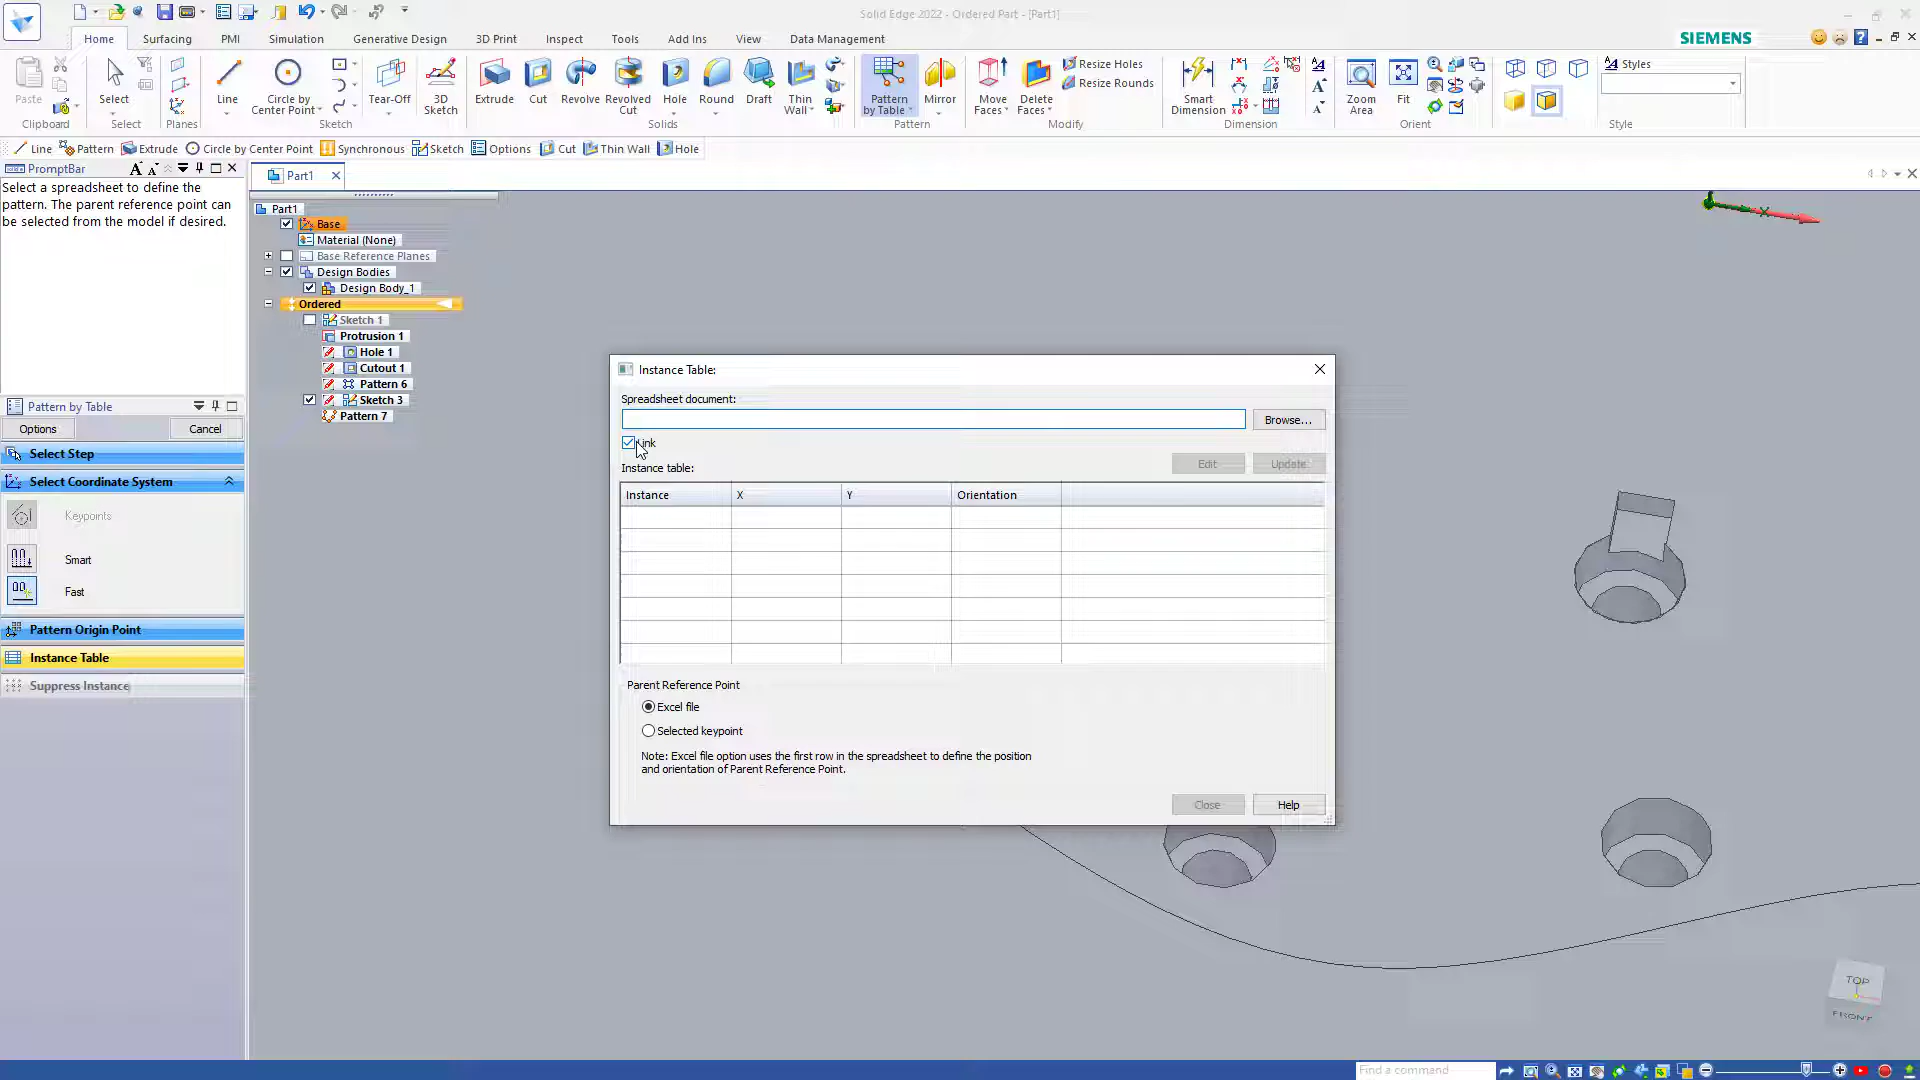 Solid Edge 2022 - Ordered Part - [Part1]
Home Surfacing PMI Simulation Generative Design 3D Print Inspect Tools Add Ins View Data Management
SIEMENS
Paste
Clipboard
Select
Select
Planes
Line
Circle by Center Point
Sketch
Tear-Off
3D Sketch
Extrude
Cut
Revolve
Revolved Cut
Hole
Round
Draft
Thin Wall
Solids
Pattern by Table
Mirror
Pattern
Move Faces
Delete Faces
Resize Holes
Resize Rounds
Modify
Smart Dimension
Dimension
Zoom Area
Fit
Orient
Styles
Style
Line Pattern Extrude Circle by Center Point Synchronous Sketch Options Cut Thin Wall Hole
PromptBar
Select a spreadsheet to define the
pattern. The parent reference point can
be selected from the model if desired.
Part1
Part1
Base
Material (None)
Base Reference Planes
Design Bodies
Design Body_1
Ordered
Sketch 1
Protrusion 1
Hole 1
Cutout 1
Pattern 6
Sketch 3
Pattern 7
Pattern by Table
Options Cancel
Select Step
Select Coordinate System
Keypoints
Smart
Fast
Pattern Origin Point
Instance Table
Suppress Instance
Instance Table:
Spreadsheet document:
Browse...
Link
Instance table:
Edit Update
Instance X Y Orientation
Parent Reference Point
Excel file
Selected keypoint
Note: Excel file option uses the first row in the spreadsheet to define the position
and orientation of Parent Reference Point.
Close Help
TOP
FRONT
Find a command